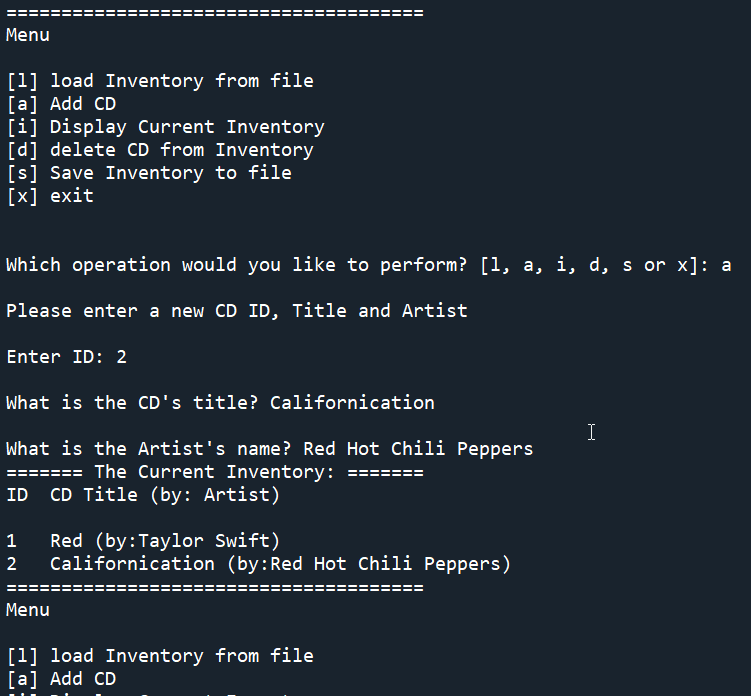 ======================================
Menu
[l] load Inventory from file
[a] Add CD
[i] Display Current Inventory
[d] delete CD from Inventory
[s] Save Inventory to file
[x] exit
Which operation would you like to perform? [l, a, i, d, s or x]: a
Please enter a new CD ID, Title and Artist
Enter ID: 2
What is the CD's title? Californication
What is the Artist's name? Red Hot Chili Peppers
======= The Current Inventory: =======
ID  CD Title (by: Artist)
1   Red (by:Taylor Swift)
2   Californication (by:Red Hot Chili Peppers)
======================================
Menu
[l] load Inventory from file
[a] Add CD